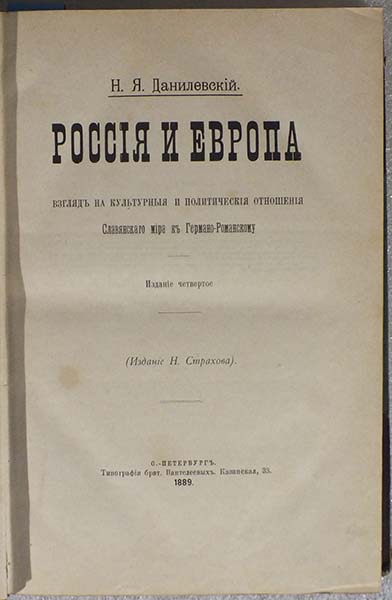 Н. Я. Данилевскій.
РОССІЯ И ЕВРОПА
ВЗГЛЯДЪ НА КУЛЬТУРНЫЯ И ПОЛИТИЧЕСКІЯ ОТНОШЕНІЯ
Славянскаго міра къ Германо-Романскому
Изданіе четвертое
(Изданіе Н. Страхова).
С.-ПЕТЕРБУРГЪ.
Типографія брат. Пантелеевыхъ. Казанская, 33.
1889.